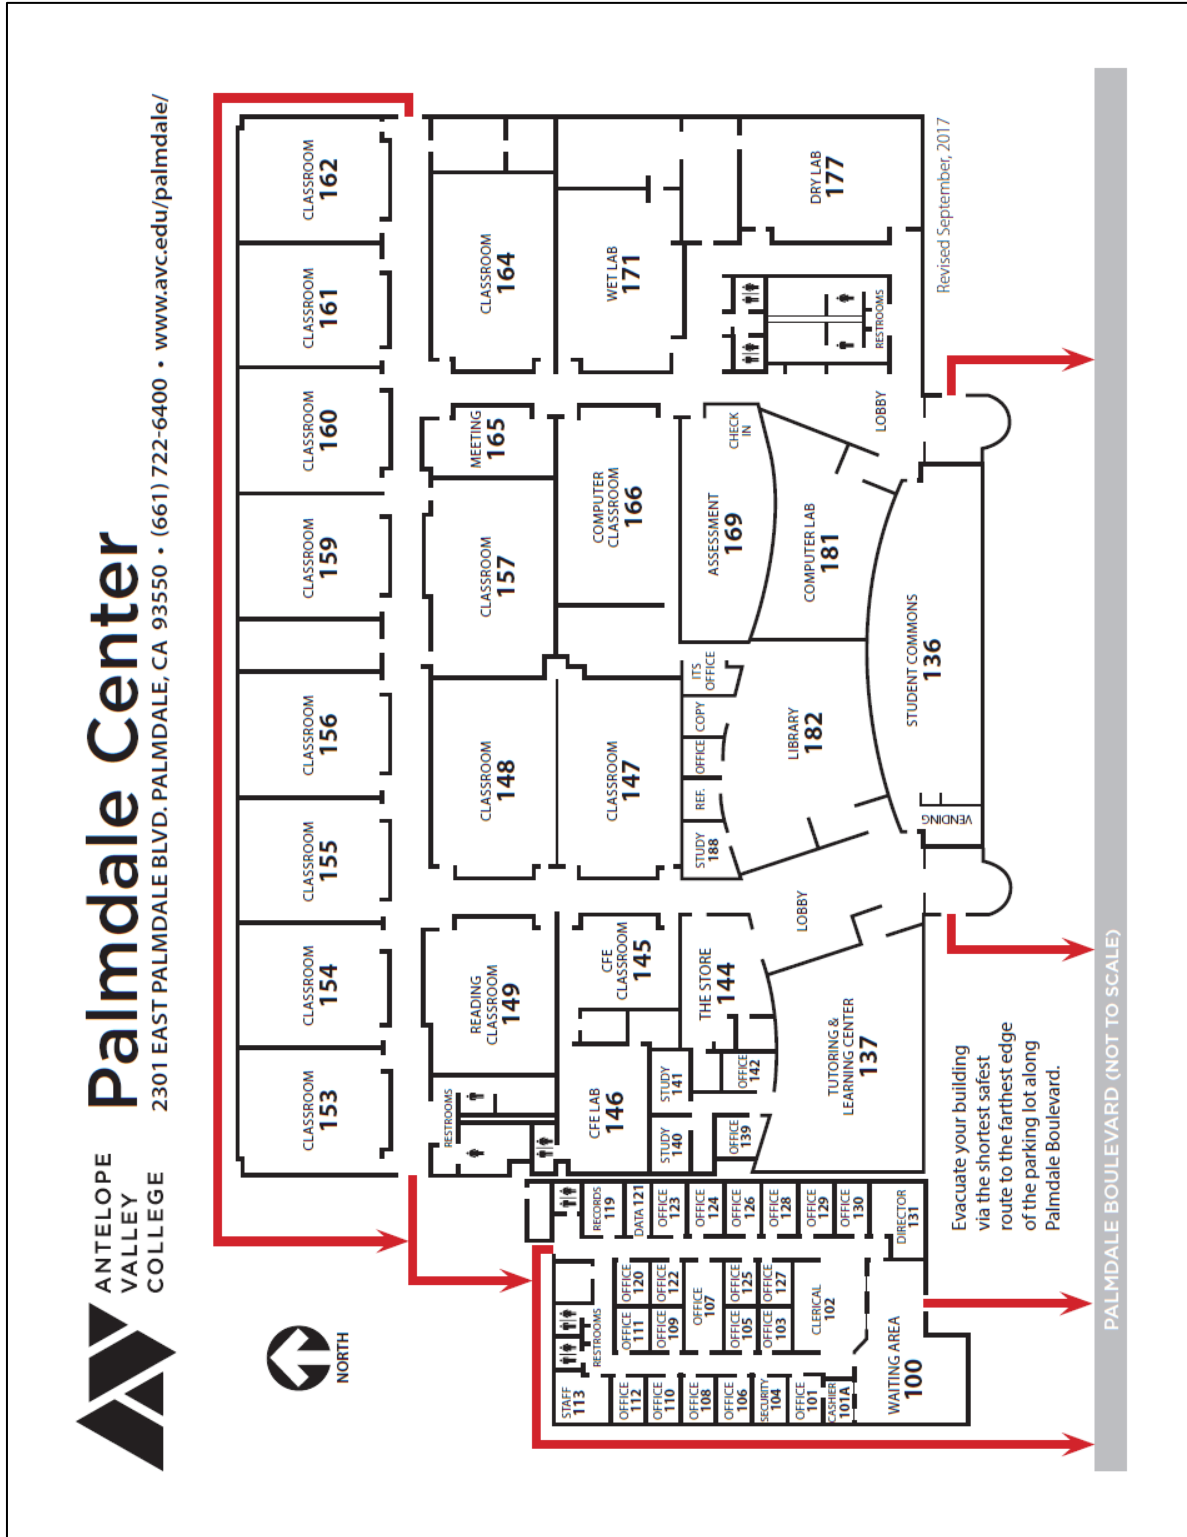 ANTELOPE
VALLEY
COLLEGE
Palmdale Center
2301 EAST PALMDALE BLVD. PALMDALE, CA 93550 • (661) 722-6400 • www.avc.edu/palmdale/
NORTH
CLASSROOM
153
CLASSROOM
154
CLASSROOM
155
CLASSROOM
156
CLASSROOM
159
CLASSROOM
160
CLASSROOM
161
CLASSROOM
162
RESTROOMS
READING
CLASSROOM
149
CLASSROOM
148
CLASSROOM
157
MEETING
165
CLASSROOM
164
CFE LAB
146
CFE
CLASSROOM
145
CLASSROOM
147
COMPUTER
CLASSROOM
166
WET LAB
171
STUDY
140
STUDY
141
THE STORE
144
OFFICE
139
OFFICE
142
STUDY
188
REF.
OFFICE
COPY
ITS
OFFICE
ASSESSMENT
169
CHECK
IN
DRY LAB
177
RESTROOMS
LOBBY
LIBRARY
182
COMPUTER LAB
181
LOBBY
TUTORING &
LEARNING CENTER
137
STUDENT COMMONS
136
VENDING
STAFF
113
RESTROOMS
RECORDS
119
DATA 121
OFFICE
112
OFFICE
111
OFFICE
120
OFFICE
123
OFFICE
110
OFFICE
109
OFFICE
122
OFFICE
124
OFFICE
108
OFFICE
107
OFFICE
126
OFFICE
106
OFFICE
105
OFFICE
125
OFFICE
128
SECURITY
104
OFFICE
103
OFFICE
127
OFFICE
129
OFFICE
101
CLERICAL
102
OFFICE
130
CASHIER
101A
DIRECTOR
131
WAITING AREA
100
Revised September, 2017
Evacuate your building
via the shortest safest
route to the farthest edge
of the parking lot along
Palmdale Boulevard.
PALMDALE BOULEVARD (NOT TO SCALE)